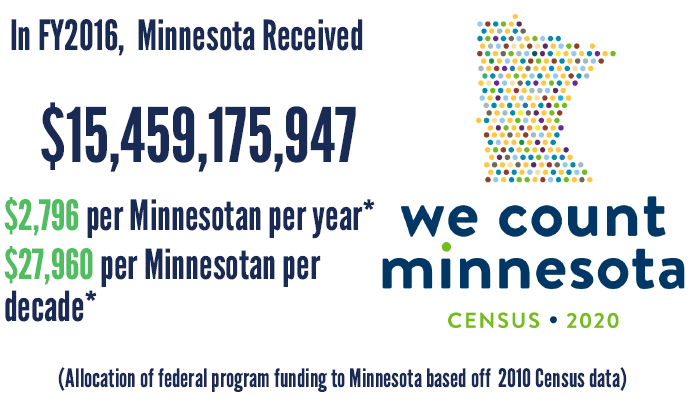 In FY2016, Minnesota Received
$15,459,175,947
$2,796 per Minnesotan per year*
$27,960 per Minnesotan per
decade*
we count
minnesota
CENSUS • 2020
(Allocation of federal program funding to Minnesota based off 2010 Census data)